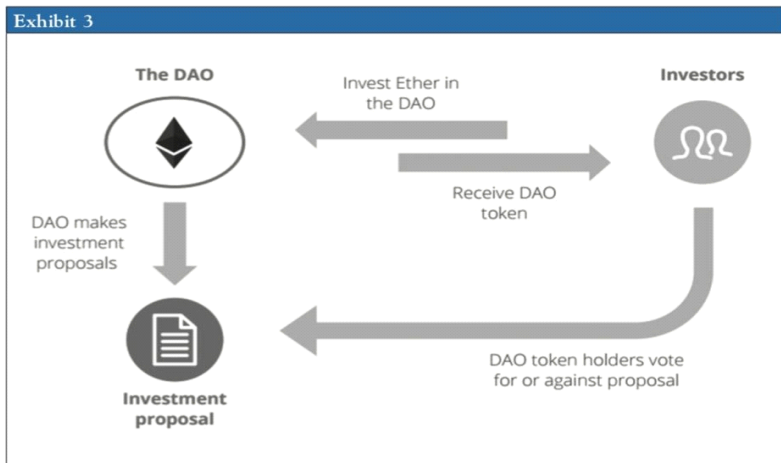 Exhibit 3
The DAO
Invest Ether in
the DAO
Investors
Receive DAO
token
DAO makes
investment
proposals
DAO token holders vote
for or against proposal
Investment
proposal